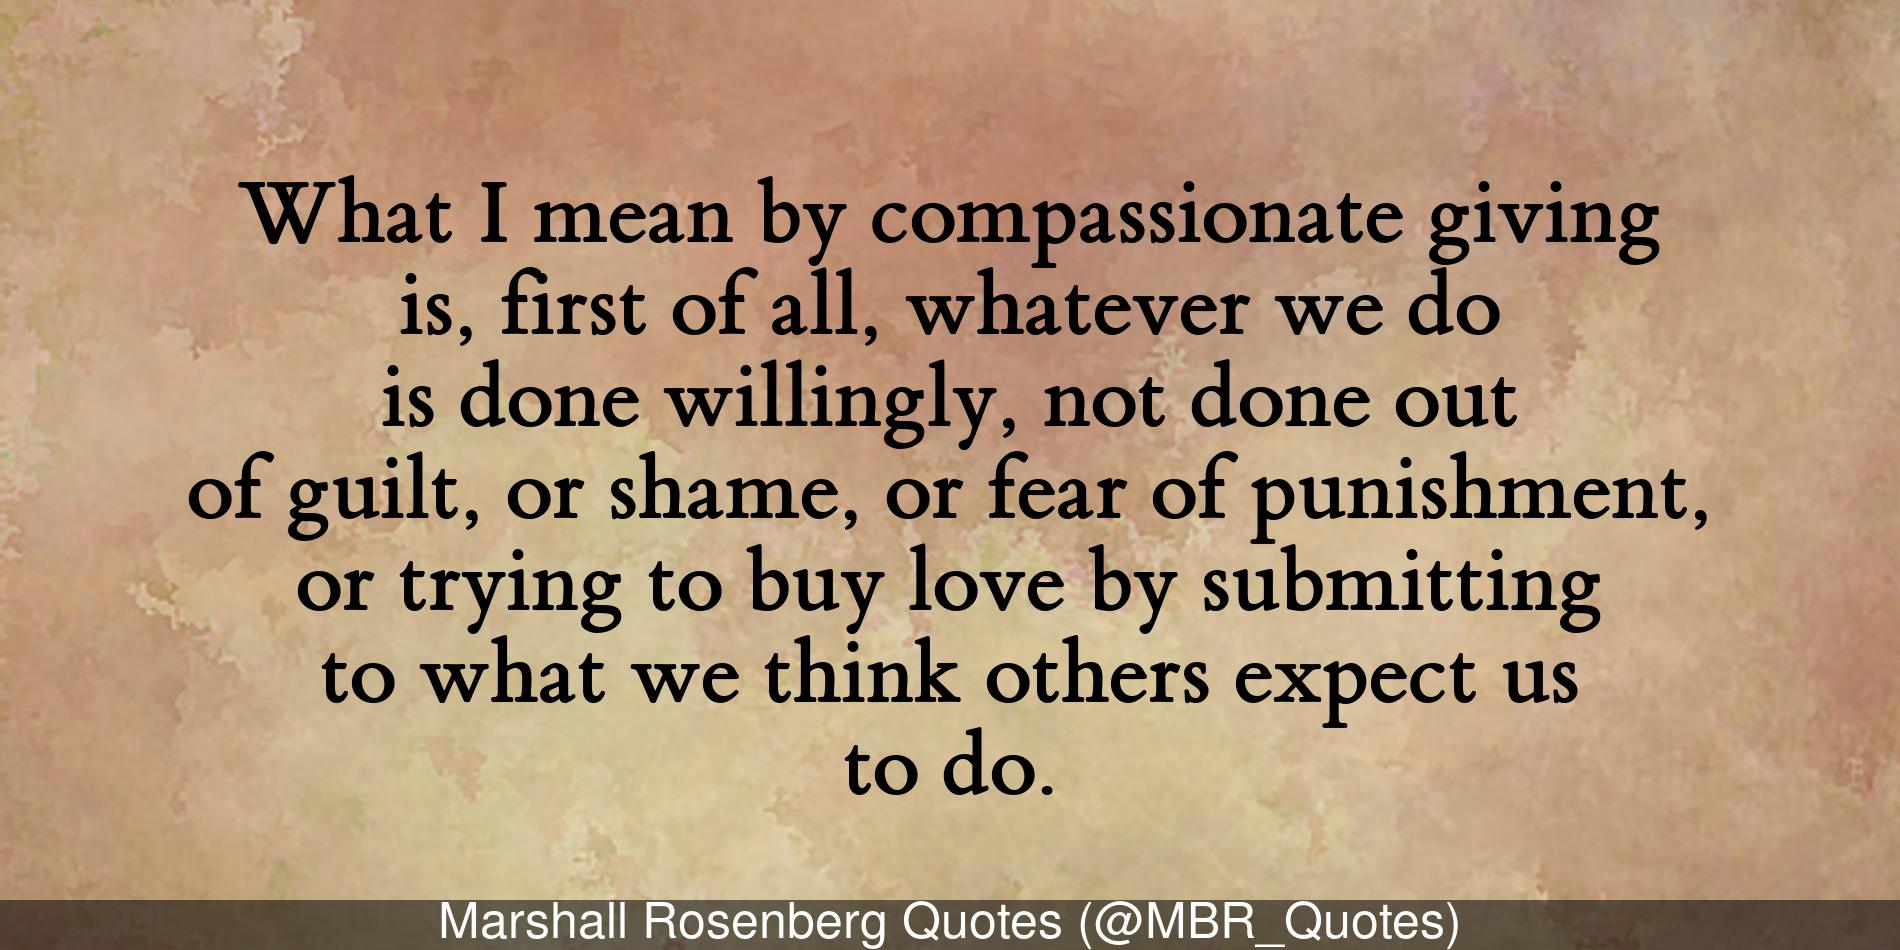 What I mean by compassionate giving
is, first of all, whatever we do
is done willingly, not done out
of guilt, or shame, or fear of punishment,
or trying to buy love by submitting
to what we think others expect us
to do.
Marshall Rosenberg Quotes (@MBR_Quotes)